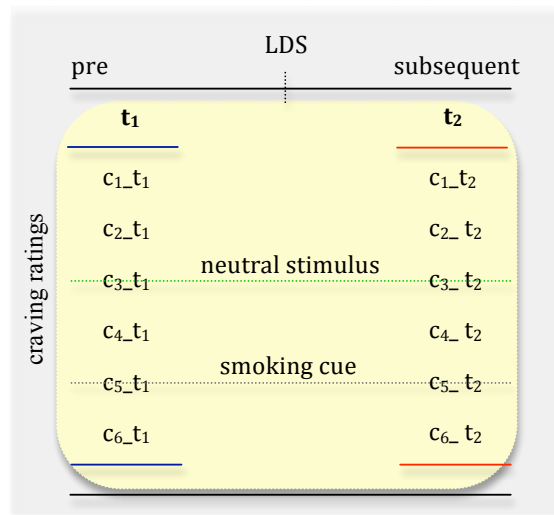 LDS
pre subsequent
t₁ t₂
c₁_t₁ c₁_t₂
c₂_t₁ c₂_ t₂
neutral stimulus
c₃_t₁ c₃_ t₂
c₄_t₁ c₄_ t₂
smoking cue
c₅_t₁ c₅_ t₂
c₆_t₁ c₆_ t₂
craving ratings